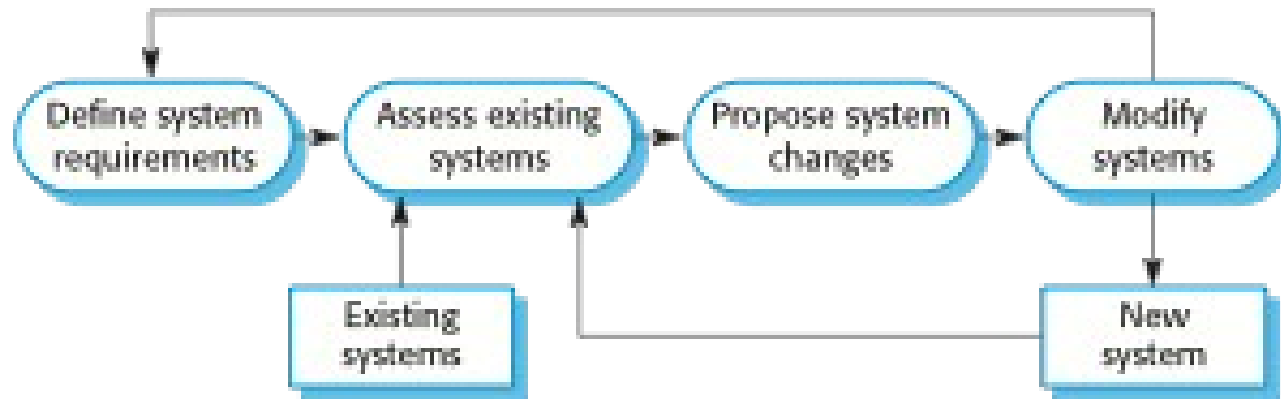 Define system
requirements
Assess existing
systems
Propose system
changes
Modify
systems
Existing
systems
New
system